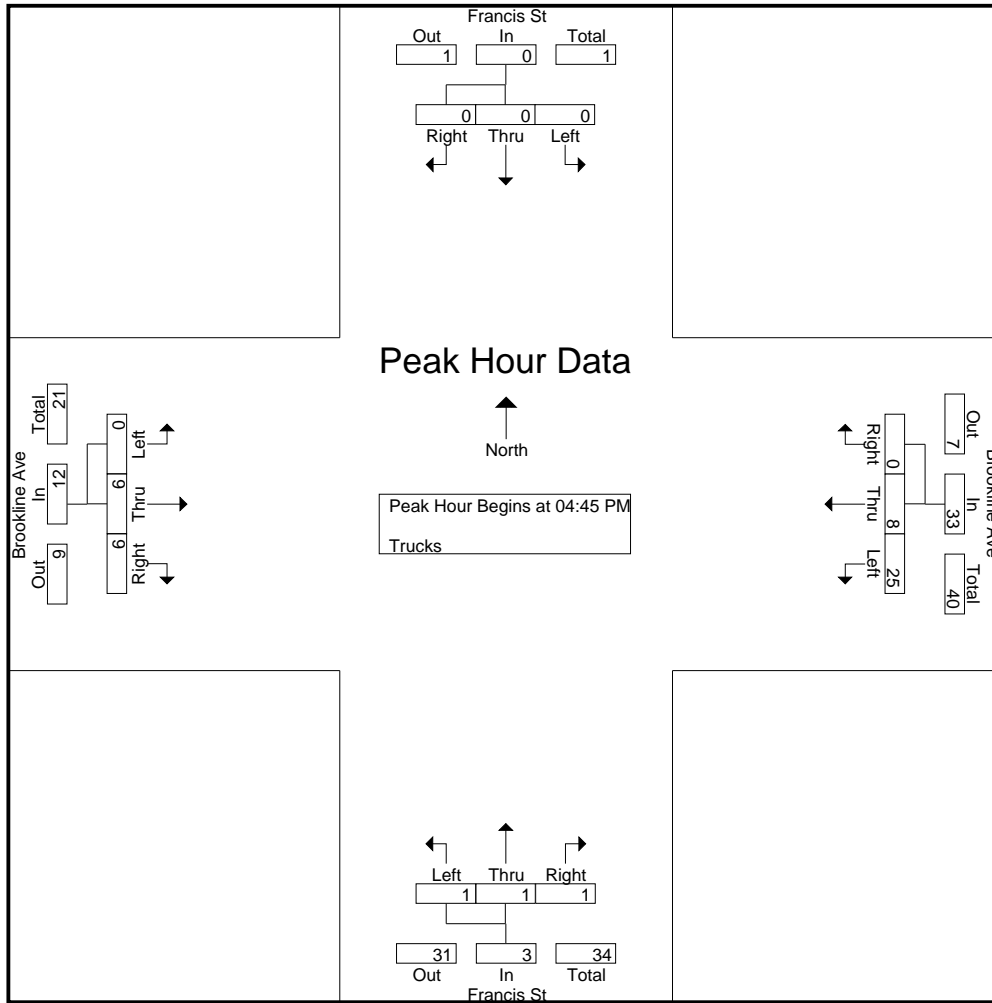 Francis St
Out In Total
1 0 1
0 0 0
Right Thru Left
Peak Hour Data
North
Peak Hour Begins at 04:45 PM
Trucks
Brookline Ave
Total In Out
21 12 9
0 6 6
Left Thru Right
Brookline Ave
Out In Total
7 33 40
0 8 25
Right Thru Left
Left Thru Right
1 1 1
31 3 34
Out In Total
Francis St